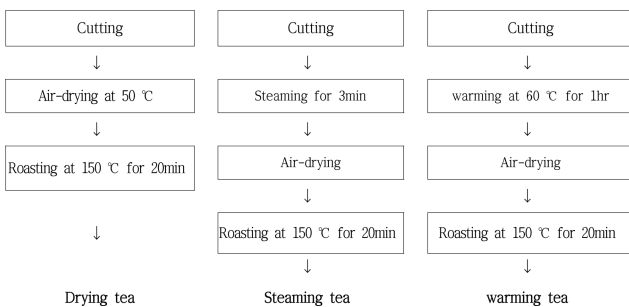 Cutting
↓
Air-drying at 50 ℃
↓
Roasting at 150 ℃ for 20min
↓
Drying tea
Cutting
↓
Steaming for 3min
↓
Air-drying
↓
Roasting at 150 ℃ for 20min
↓
Steaming tea
Cutting
↓
warming at 60 ℃ for 1hr
↓
Air-drying
↓
Roasting at 150 ℃ for 20min
↓
warming tea